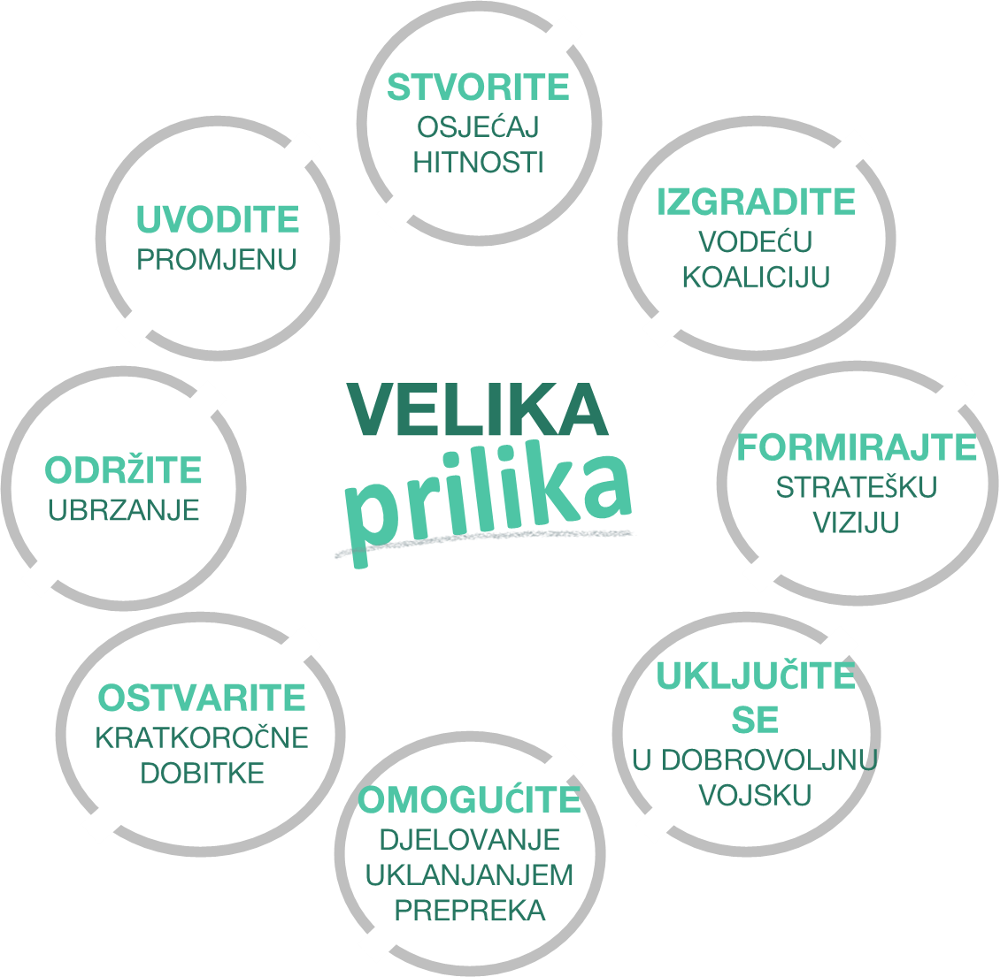 STVORITE
OSJEĆAJ
HITNOSTI
IZGRADITE
VODEĆU
KOALICIJU
FORMIRAJTE
STRATEŠKU
VIZIJU
UKLJUČITE
SE
U DOBROVOLJNU
VOJSKU
OMOGUĆITE
DJELOVANJE
UKLANJANJEM
PREPREKA
OSTVARITE
KRATKOROČNE
DOBITKE
ODRŽITE
UBRZANJE
UVODITE
PROMJENU
VELIKA
prilika